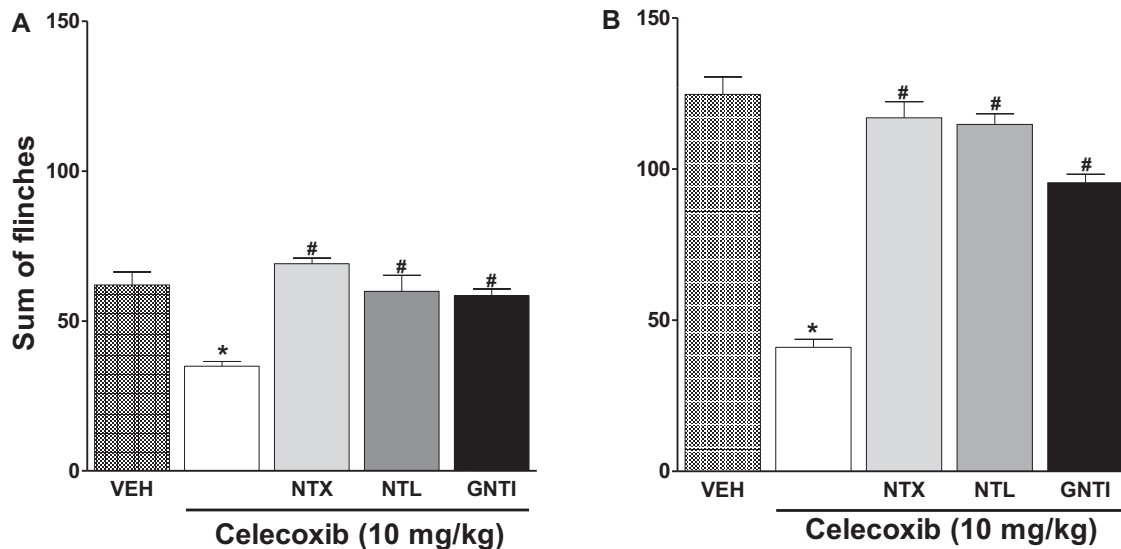 A
150
100
50
0
Sum of flinches
*
#
#
#
VEH
NTX
NTL
GNTI
Celecoxib (10 mg/kg)
B
150
100
50
0
*
#
#
#
VEH
NTX
NTL
GNTI
Celecoxib (10 mg/kg)